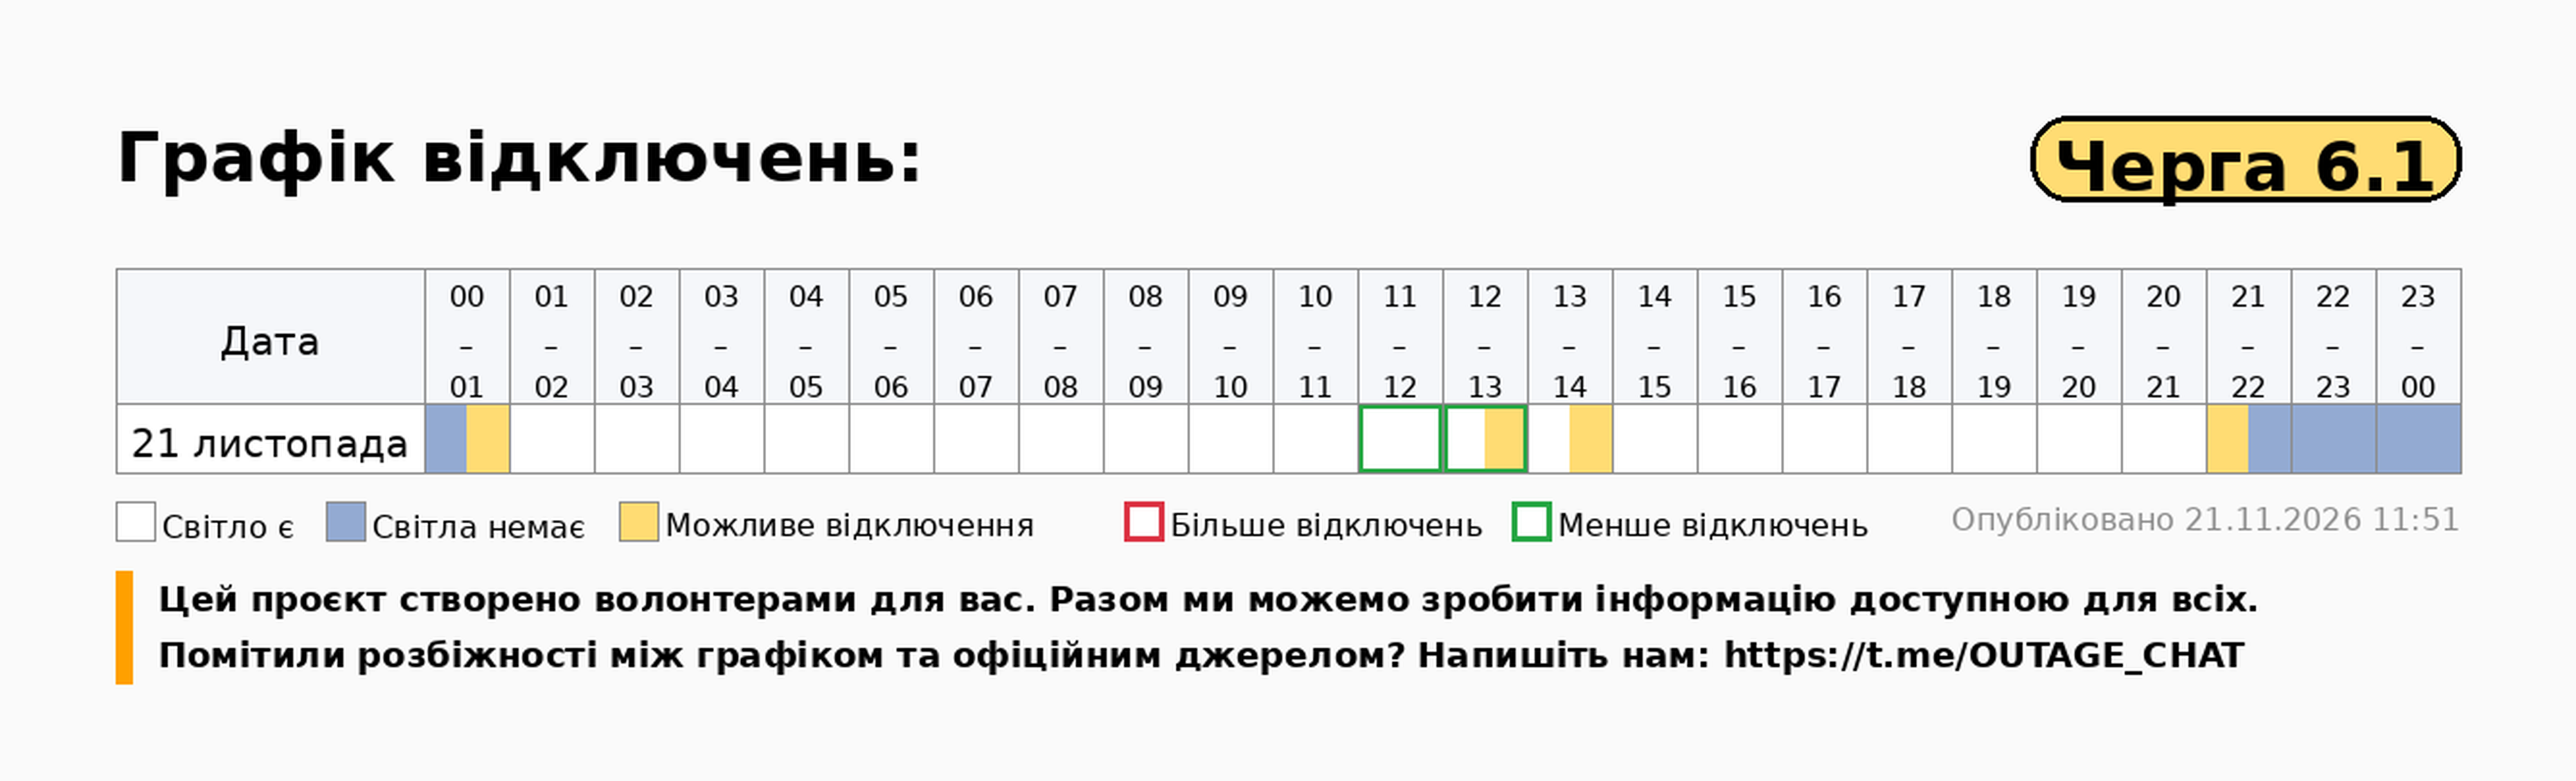 Графік відключень:
Черга 6.1
Дата 00 – 01 01 – 02 02 – 03 03 – 04 04 – 05 05 – 06 06 – 07 07 – 08 08 – 09 09 – 10 10 – 11 11 – 12 12 – 13 13 – 14 14 – 15 15 – 16 16 – 17 17 – 18 18 – 19 19 – 20 20 – 21 21 – 22 22 – 23 23 – 00
21 листопада
Світло є Світла немає Можливе відключення Більше відключень Менше відключень Опубліковано 21.11.2026 11:51
Цей проєкт створено волонтерами для вас. Разом ми можемо зробити інформацію доступною для всіх.
Помітили розбіжності між графіком та офіційним джерелом? Напишіть нам: https://t.me/OUTAGE_CHAT